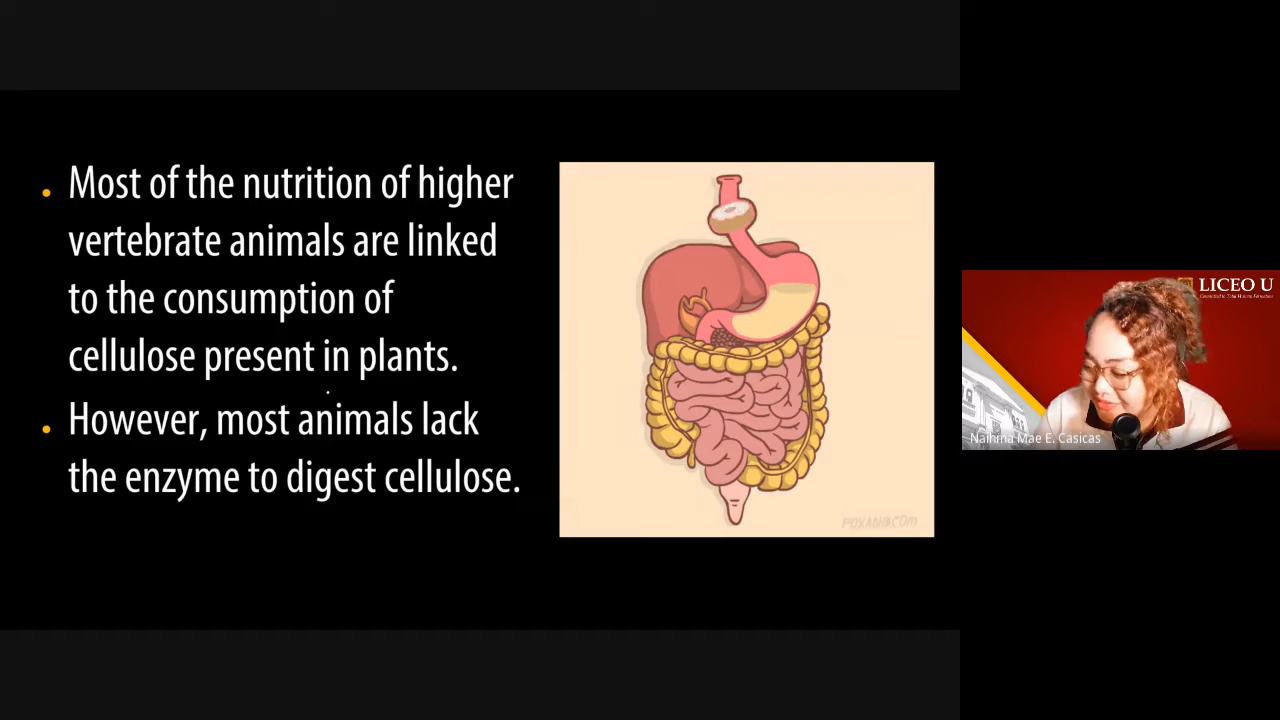 Most of the nutrition of higher
vertebrate animals are linked
to the consumption of
cellulose present in plants.
However, most animals lack
the enzyme to digest cellulose.
LICEO U
Naihma Mae E. Casicas